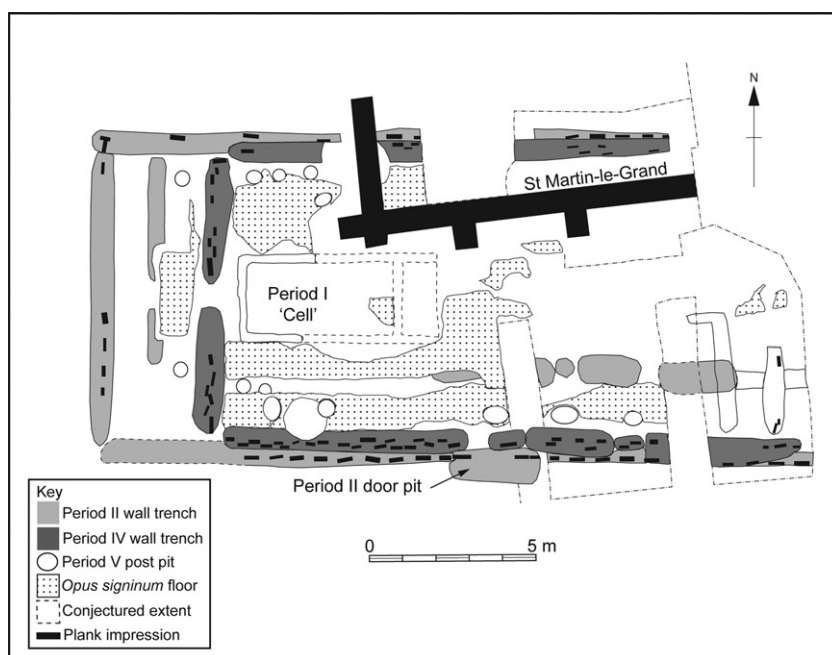 N
St Martin-le-Grand
Period I
‘Cell’
Period II door pit
Key
Period II wall trench
Period IV wall trench
Period V post pit
Opus signinum floor
Conjectured extent
Plank impression
0 5 m